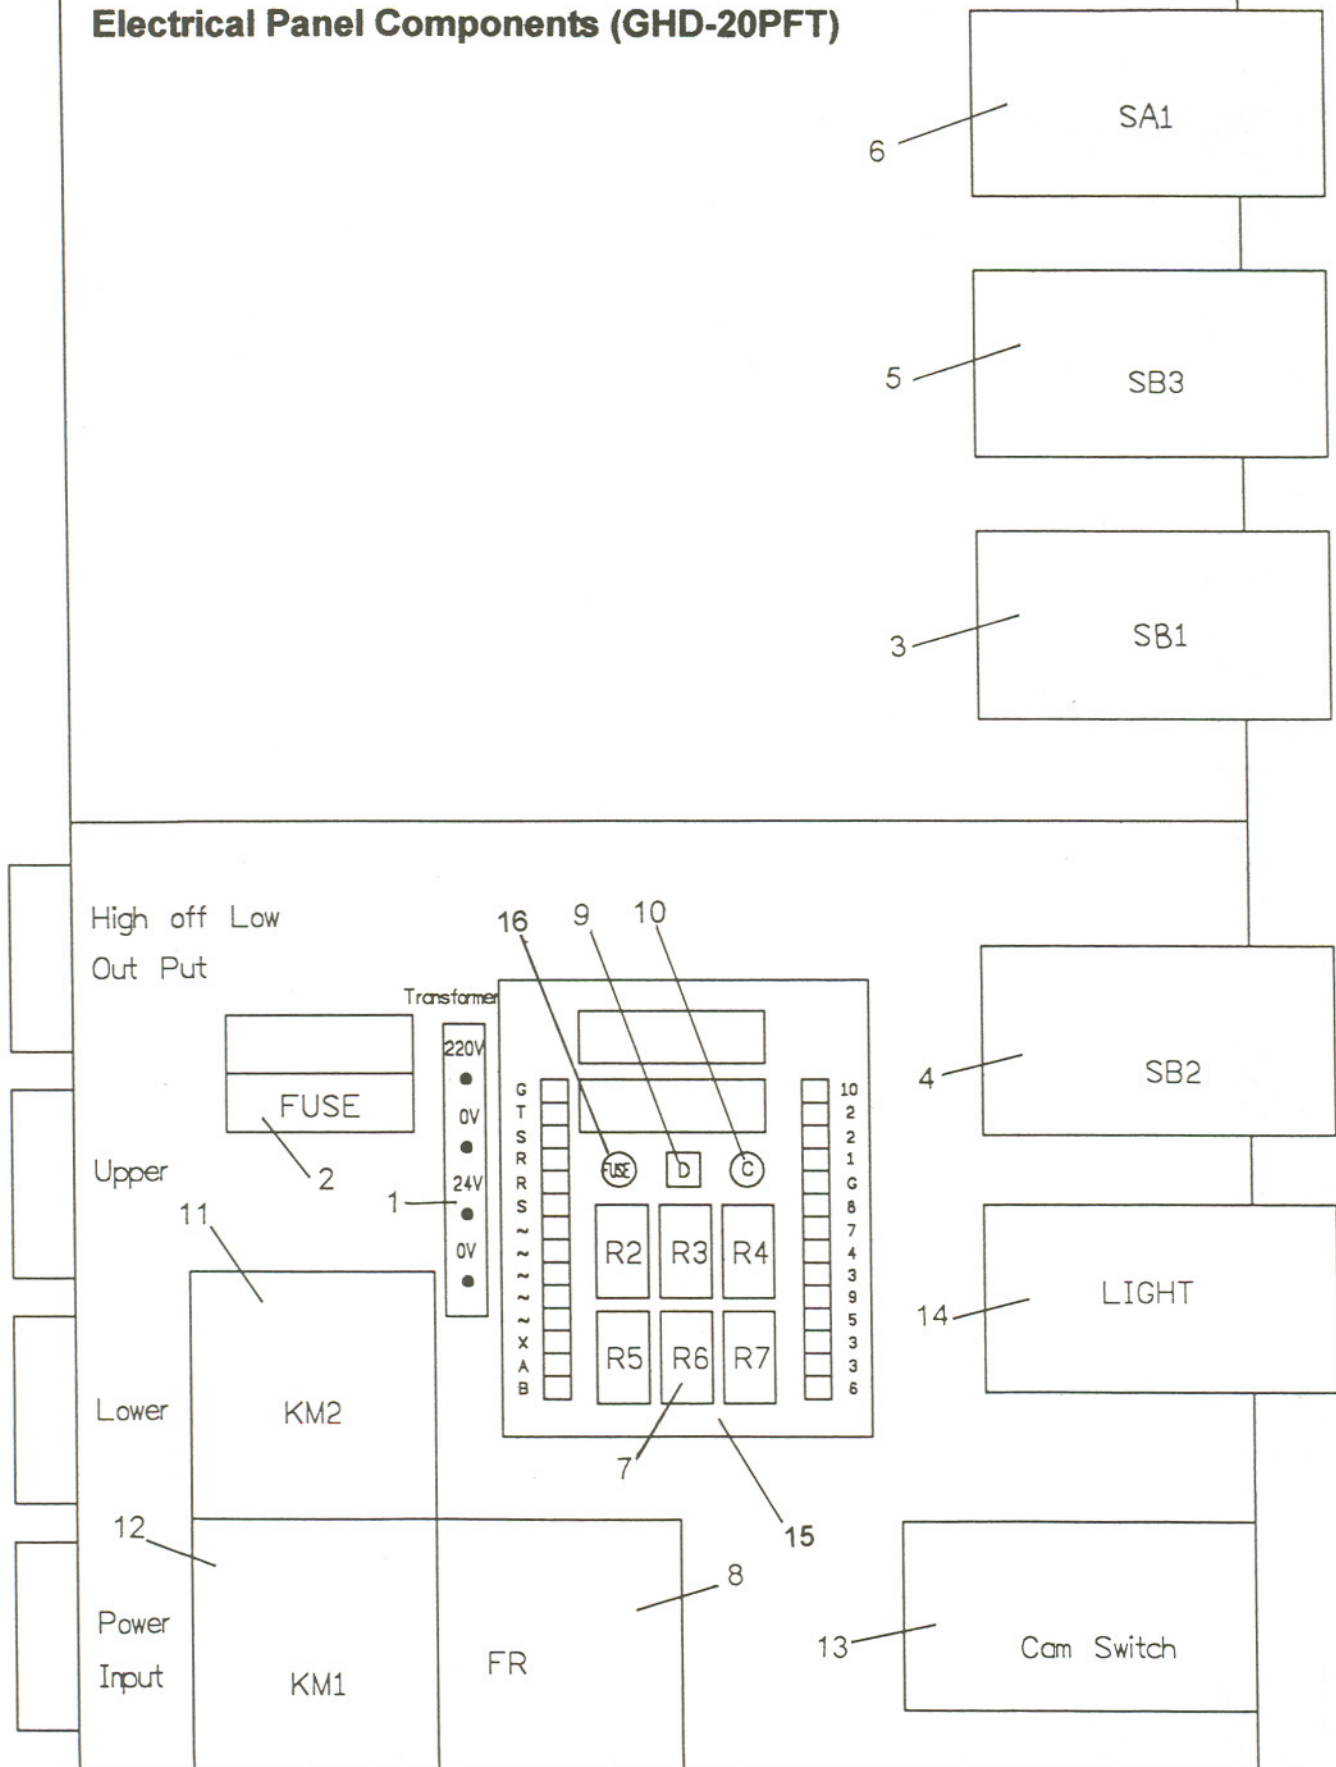 Electrical Panel Components (GHD-20PFT)
SA1
6
SB3
5
SB1
3
High off Low
Out Put
16
9
10
Transformer
220V
0V
24V
0V
1
FUSE
2
G
T
S
R
R
S
~
~
~
~
~
X
A
B
FUSE
D
C
R2
R3
R4
R5
R6
R7
10
2
2
1
G
8
7
4
3
9
5
3
3
6
7
15
SB2
4
Upper
11
LIGHT
14
Lower
KM2
12
8
Power
Input
KM1
FR
13
Cam Switch